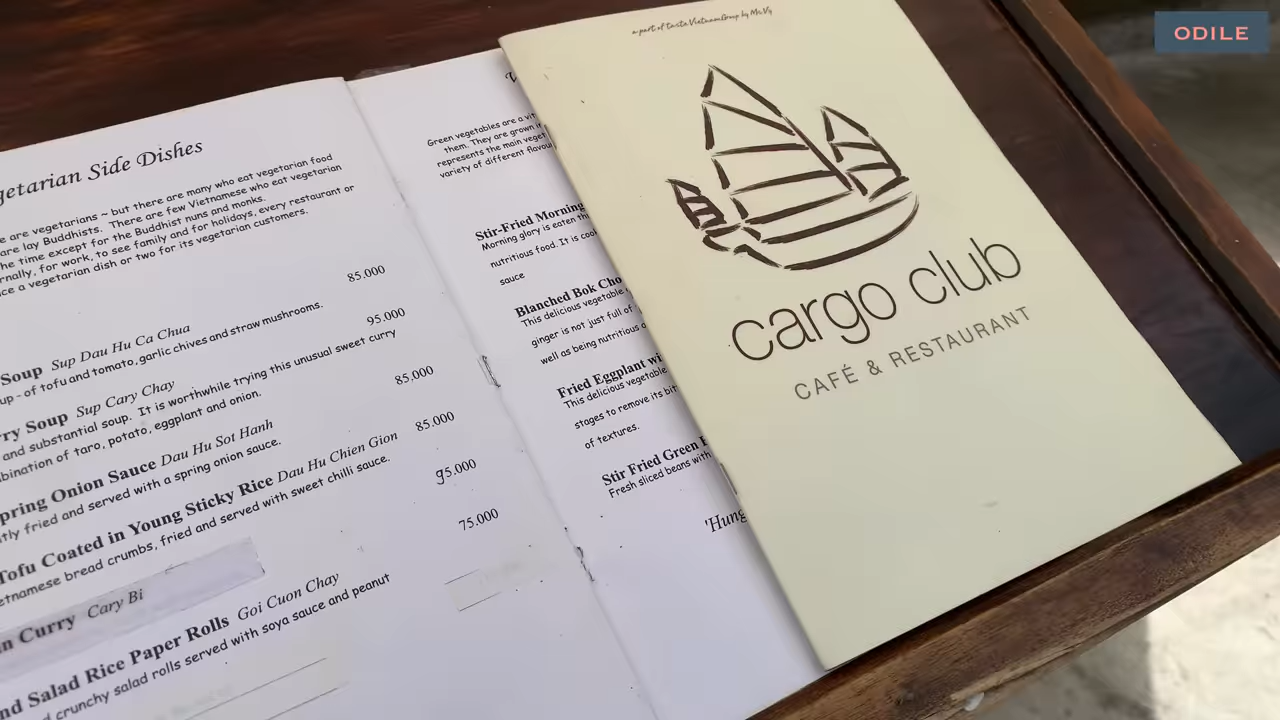 ODILE
a part of taste Vietnam Group by Ms Vy
cargo club
CAFÉ & RESTAURANT
getarian Side Dishes
e are vegetarians ~ but there are many who eat vegetarian food
are lay Buddhists. There are few Vietnamese who eat vegetarian
he time except for the Buddhist nuns and monks.
rnally, for work, to see family and for holidays, every restaurant or
ce a vegetarian dish or two for its vegetarian customers.
85.000
Soup Sup Dau Hu Ca Chua
up - of tofu and tomato, garlic chives and straw mushrooms.
95.000
ry Soup Sup Cary Chay
and substantial soup. It is worthwhile trying this unusual sweet curry
bination of taro, potato, eggplant and onion.
85.000
pring Onion Sauce Dau Hu Sot Hanh
tly fried and served with a spring onion sauce.
85.000
Tofu Coated in Young Sticky Rice Dau Hu Chien Gion
etnamese bread crumbs, fried and served with sweet chilli sauce.
95.000
n Curry Cary Bi
75.000
nd Salad Rice Paper Rolls Goi Cuon Chay
d crunchy salad rolls served with soya sauce and peanut
Green vegetables are a vi
them. They are grown i
represents the main veget
variety of different flavou
Stir-Fried Morning
Morning glory is eaten th
nutritious food. It is cook
sauce
Blanched Bok Cho
This delicious vegetable
ginger is not just full of
well as being nutritious a
Fried Eggplant wi
This delicious vegetable
stages to remove its bit
of textures.
Stir Fried Green B
Fresh sliced beans with
'Hung